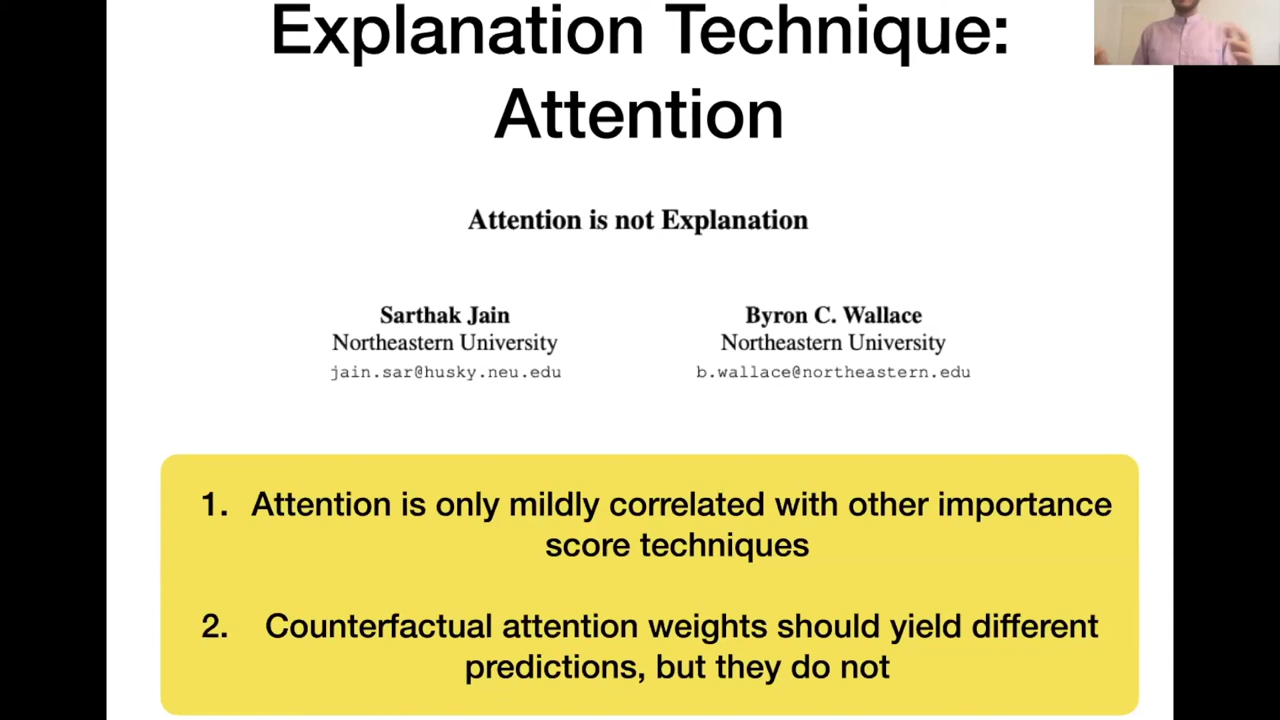 Explanation Technique:
Attention
Attention is not Explanation
Sarthak Jain
Northeastern University
jain.sar@husky.neu.edu
Byron C. Wallace
Northeastern University
b.wallace@northeastern.edu
1. Attention is only mildly correlated with other importance
score techniques
2. Counterfactual attention weights should yield different
predictions, but they do not